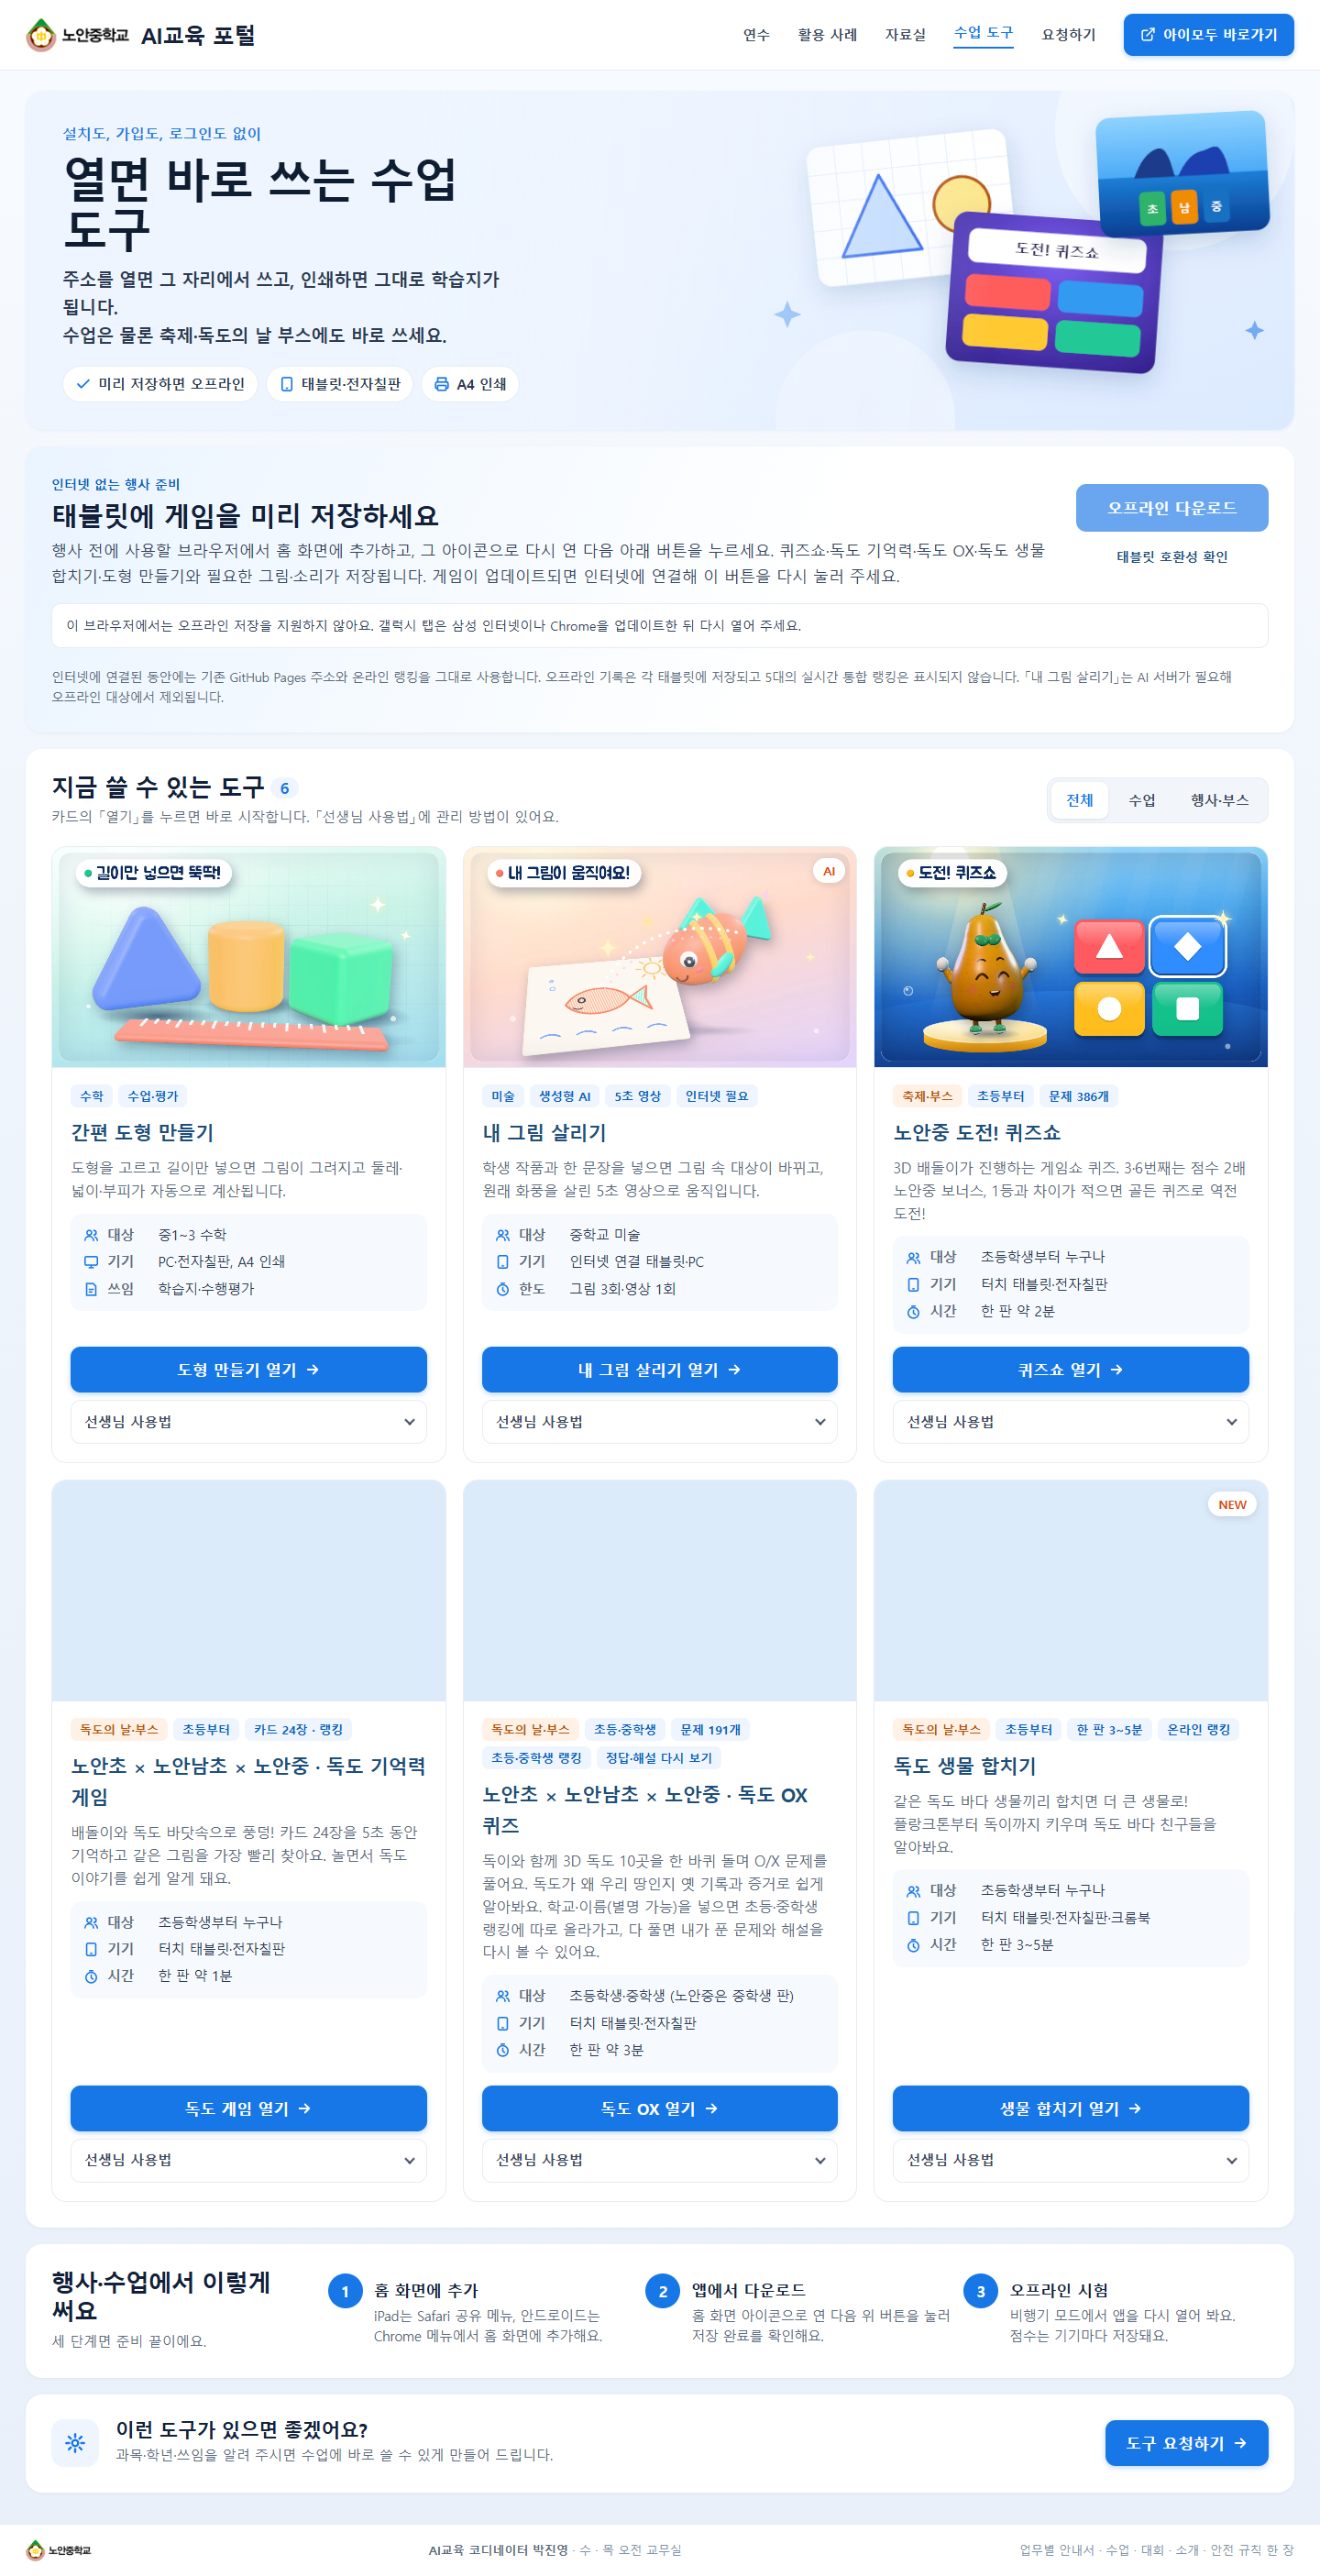 노안중학교 AI교육 포털
연수 활용 사례 자료실 수업 도구 요청하기 아이모두 바로가기
설치도, 가입도, 로그인도 없이
열면 바로 쓰는 수업
도구
주소를 열면 그 자리에서 쓰고, 인쇄하면 그대로 학습지가
됩니다.
수업은 물론 축제·독도의 날 부스에도 바로 쓰세요.
미리 저장하면 오프라인 태블릿·전자칠판 A4 인쇄
초 남 중
도전! 퀴즈쇼
인터넷 없는 행사 준비
태블릿에 게임을 미리 저장하세요
행사 전에 사용할 브라우저에서 홈 화면에 추가하고, 그 아이콘으로 다시 연 다음 아래 버튼을 누르세요. 퀴즈쇼·독도 기억력·독도 OX·독도 생물
합치기·도형 만들기와 필요한 그림·소리가 저장됩니다. 게임이 업데이트되면 인터넷에 연결해 이 버튼을 다시 눌러 주세요.
오프라인 다운로드
태블릿 호환성 확인
이 브라우저에서는 오프라인 저장을 지원하지 않아요. 갤럭시 탭은 삼성 인터넷이나 Chrome을 업데이트한 뒤 다시 열어 주세요.
인터넷에 연결된 동안에는 기존 GitHub Pages 주소와 온라인 랭킹을 그대로 사용합니다. 오프라인 기록은 각 태블릿에 저장되고 5대의 실시간 통합 랭킹은 표시되지 않습니다. 「내 그림 살리기」는 AI 서버가 필요해
오프라인 대상에서 제외됩니다.
지금 쓸 수 있는 도구 6
카드의 「열기」를 누르면 바로 시작합니다. 「선생님 사용법」에 관리 방법이 있어요.
전체 수업 행사·부스
길이만 넣으면 뚝딱!
수학 수업·평가
간편 도형 만들기
도형을 고르고 길이만 넣으면 그림이 그려지고 둘레·
넓이·부피가 자동으로 계산됩니다.
대상 중1~3 수학
기기 PC·전자칠판, A4 인쇄
쓰임 학습지·수행평가
도형 만들기 열기 →
선생님 사용법
내 그림이 움직여요!
AI
미술 생성형 AI 5초 영상 인터넷 필요
내 그림 살리기
학생 작품과 한 문장을 넣으면 그림 속 대상이 바뀌고,
원래 화풍을 살린 5초 영상으로 움직입니다.
대상 중학교 미술
기기 인터넷 연결 태블릿·PC
한도 그림 3회·영상 1회
내 그림 살리기 열기 →
선생님 사용법
도전! 퀴즈쇼
축제·부스 초등부터 문제 386개
노안중 도전! 퀴즈쇼
3D 배돌이가 진행하는 게임쇼 퀴즈. 3·6번째는 점수 2배
노안중 보너스, 1등과 차이가 적으면 골든 퀴즈로 역전
도전!
대상 초등학생부터 누구나
기기 터치 태블릿·전자칠판
시간 한 판 약 2분
퀴즈쇼 열기 →
선생님 사용법
독도의 날·부스 초등부터 카드 24장 · 랭킹
노안초 × 노안남초 × 노안중 · 독도 기억력
게임
배돌이와 독도 바닷속으로 풍덩! 카드 24장을 5초 동안
기억하고 같은 그림을 가장 빨리 찾아요. 놀면서 독도
이야기를 쉽게 알게 돼요.
대상 초등학생부터 누구나
기기 터치 태블릿·전자칠판
시간 한 판 약 1분
독도 게임 열기 →
선생님 사용법
독도의 날·부스 초등·중학생 문제 191개
초등·중학생 랭킹 정답·해설 다시 보기
노안초 × 노안남초 × 노안중 · 독도 OX
퀴즈
독이와 함께 3D 독도 10곳을 한 바퀴 돌며 O/X 문제를
풀어요. 독도가 왜 우리 땅인지 옛 기록과 증거로 쉽게
알아봐요. 학교·이름(별명 가능)을 넣으면 초등·중학생
랭킹에 따로 올라가고, 다 풀면 내가 푼 문제와 해설을
다시 볼 수 있어요.
대상 초등학생·중학생 (노안중은 중학생 판)
기기 터치 태블릿·전자칠판
시간 한 판 약 3분
독도 OX 열기 →
선생님 사용법
NEW
독도의 날·부스 초등부터 한 판 3~5분 온라인 랭킹
독도 생물 합치기
같은 독도 바다 생물끼리 합치면 더 큰 생물로!
플랑크톤부터 독이까지 키우며 독도 바다 친구들을
알아봐요.
대상 초등학생부터 누구나
기기 터치 태블릿·전자칠판·크롬북
시간 한 판 3~5분
생물 합치기 열기 →
선생님 사용법
행사·수업에서 이렇게
써요
세 단계면 준비 끝이에요.
1 홈 화면에 추가
iPad는 Safari 공유 메뉴, 안드로이드는
Chrome 메뉴에서 홈 화면에 추가해요.
2 앱에서 다운로드
홈 화면 아이콘으로 연 다음 위 버튼을 눌러
저장 완료를 확인해요.
3 오프라인 시험
비행기 모드에서 앱을 다시 열어 봐요.
점수는 기기마다 저장돼요.
이런 도구가 있으면 좋겠어요?
과목·학년·쓰임을 알려 주시면 수업에 바로 쓸 수 있게 만들어 드립니다.
도구 요청하기 →
노안중학교
AI교육 코디네이터 박진영 · 수 · 목 오전 교무실
업무별 안내서 · 수업 · 대회 · 소개 · 안전 규칙 한 장